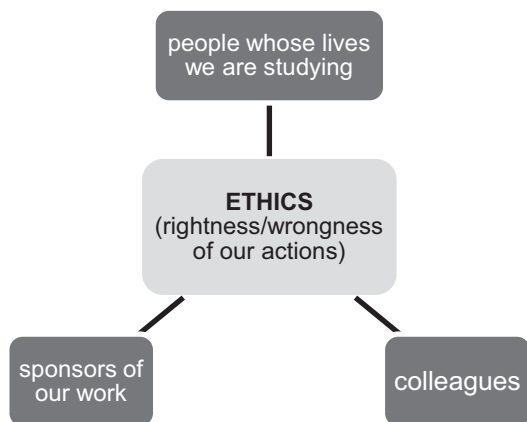 people whose lives
we are studying
ETHICS
(rightness/wrongness
of our actions)
sponsors of
our work
colleagues